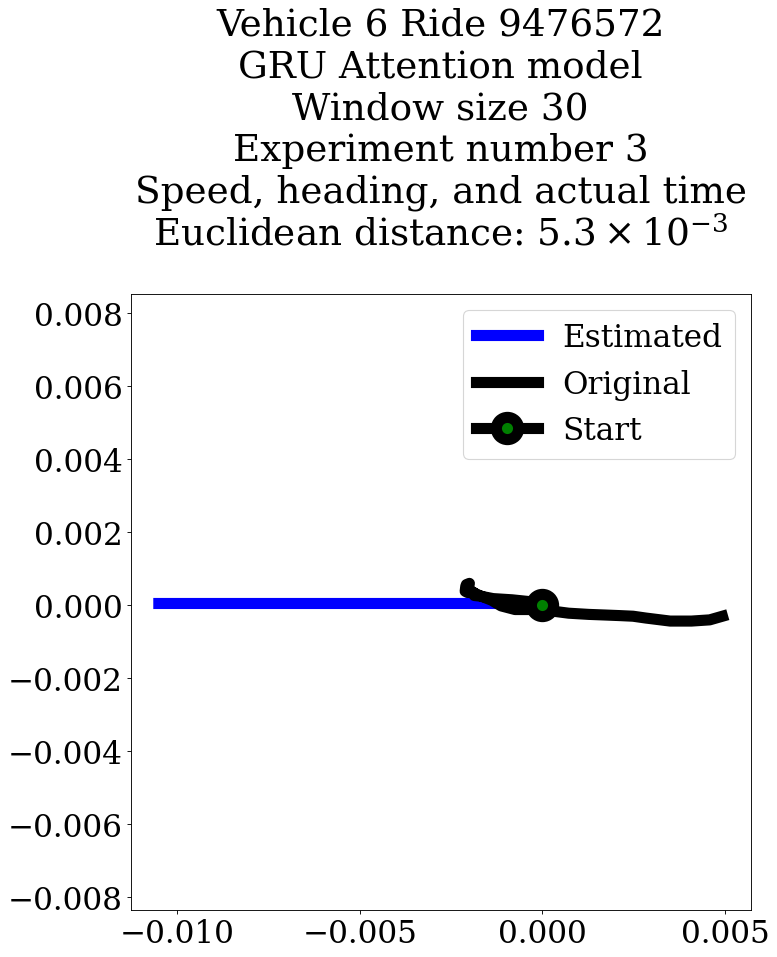 Vehicle 6 Ride 9476572
GRU Attention model
Window size 30
Experiment number 3
Speed, heading, and actual time
Euclidean distance: 5.3 × 10⁻³
Estimated
Original
Start
0.008
0.006
0.004
0.002
0.000
−0.002
−0.004
−0.006
−0.008
−0.010 −0.005 0.000 0.005